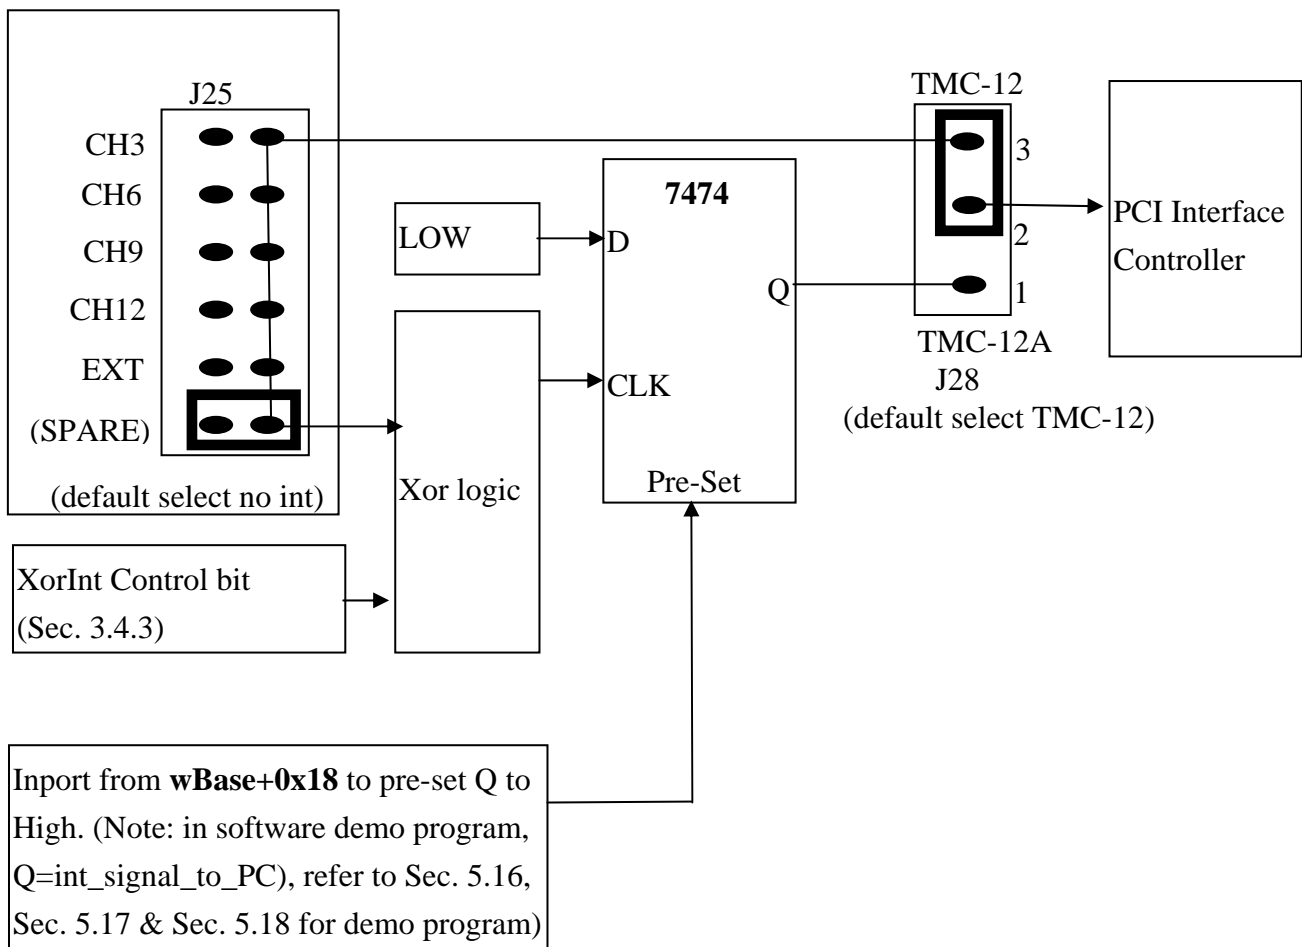 J25
CH3
CH6
CH9
CH12
EXT
(SPARE)
(default select no int)
XorInt Control bit
(Sec. 3.4.3)
LOW
Xor logic
7474
D
Q
CLK
Pre-Set
TMC-12
3
2
1
TMC-12A
J28
(default select TMC-12)
PCI Interface
Controller
Inport from wBase+0x18 to pre-set Q to
High. (Note: in software demo program,
Q=int_signal_to_PC), refer to Sec. 5.16,
Sec. 5.17 & Sec. 5.18 for demo program)